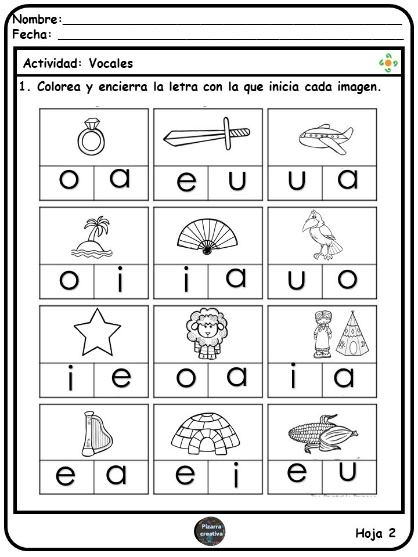 Nombre:
Fecha:
Actividad: Vocales
1. Colorea y encierra la letra con la que inicia cada imagen.
o a e u u a
o i i a u o
i e o a i a
e a e i e u
Pizarra
creativa
Hoja 2